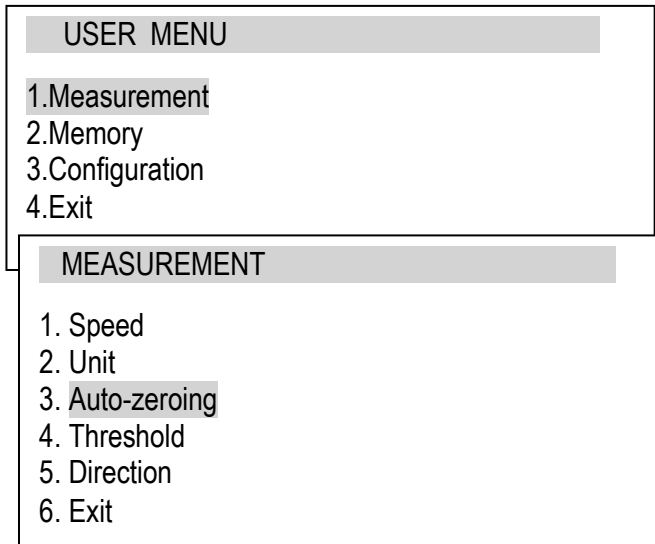 USER MENU
1.Measurement
2.Memory
3.Configuration
4.Exit
MEASUREMENT
1. Speed
2. Unit
3. Auto-zeroing
4. Threshold
5. Direction
6. Exit